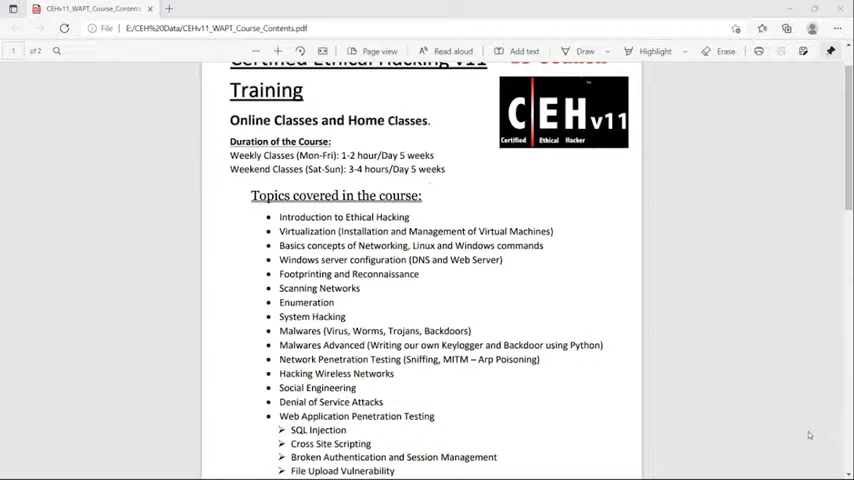 CEHv11_WAPT_Course_Contents.
File
E:/CEH%20Data/CEHv11_WAPT_Course_Contents.pdf
1 of 2
Page view
Read aloud
Add text
Draw
Highlight
Erase
Certified Ethical Hacking v11
Training
CEHv11
Certified Ethical Hacker
Online Classes and Home Classes.
Duration of the Course:
Weekly Classes (Mon-Fri): 1-2 hour/Day 5 weeks
Weekend Classes (Sat-Sun): 3-4 hours/Day 5 weeks
Topics covered in the course:
• Introduction to Ethical Hacking
• Virtualization (Installation and Management of Virtual Machines)
• Basics concepts of Networking, Linux and Windows commands
• Windows server configuration (DNS and Web Server)
• Footprinting and Reconnaissance
• Scanning Networks
• Enumeration
• System Hacking
• Malwares (Virus, Worms, Trojans, Backdoors)
• Malwares Advanced (Writing our own Keylogger and Backdoor using Python)
• Network Penetration Testing (Sniffing, MITM – Arp Poisoning)
• Hacking Wireless Networks
• Social Engineering
• Denial of Service Attacks
• Web Application Penetration Testing
➢ SQL Injection
➢ Cross Site Scripting
➢ Broken Authentication and Session Management
➢ File Upload Vulnerability